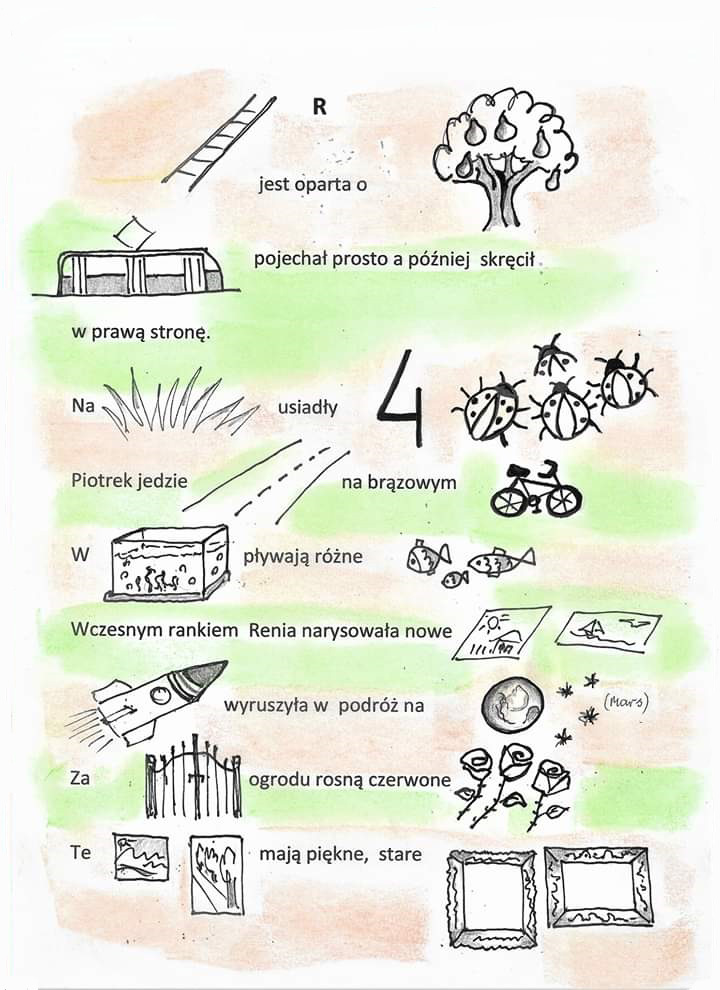 R
jest oparta o
pojechał prosto a później skręcił
w prawą stronę.
Na usiadły 4
Piotrek jedzie na brązowym
W pływają różne
Wczesnym rankiem Renia narysowała nowe
wyruszyła w podróż na (Mars)
Za ogrodu rosną czerwone
Te mają piękne, stare